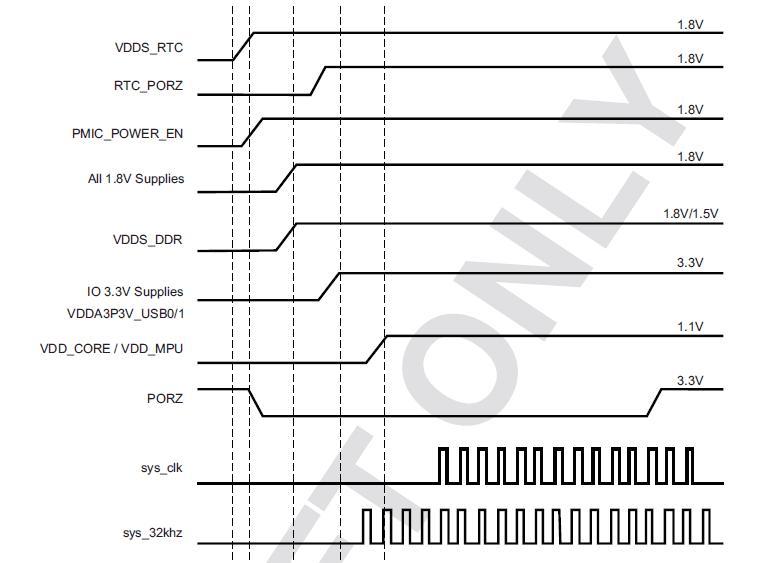 VDDS_RTC 1.8V
RTC_PORZ 1.8V
PMIC_POWER_EN 1.8V
All 1.8V Supplies 1.8V
VDDS_DDR 1.8V/1.5V
IO 3.3V Supplies 3.3V
VDDA3P3V_USB0/1
VDD_CORE / VDD_MPU 1.1V
PORZ 3.3V
sys_clk
sys_32khz
T ONLY